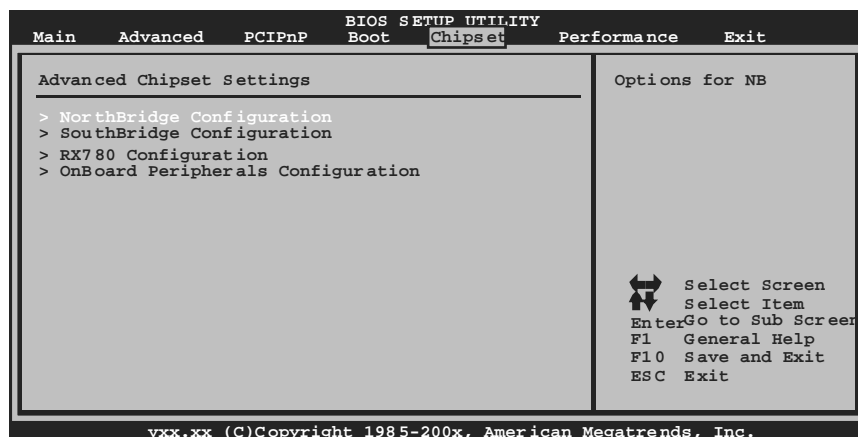 BIOS SETUP UTILITY
Main Advanced PCIPnP Boot Chipset Performance Exit
Advanced Chipset Settings
> NorthBridge Configuration
> SouthBridge Configuration
> RX780 Configuration
> OnBoard Peripherals Configuration
Options for NB
Select Screen
Select Item
Enter Go to Sub Screen
F1 General Help
F10 Save and Exit
ESC Exit
vxx.xx (C)Copyright 1985-200x, American Megatrends, Inc.